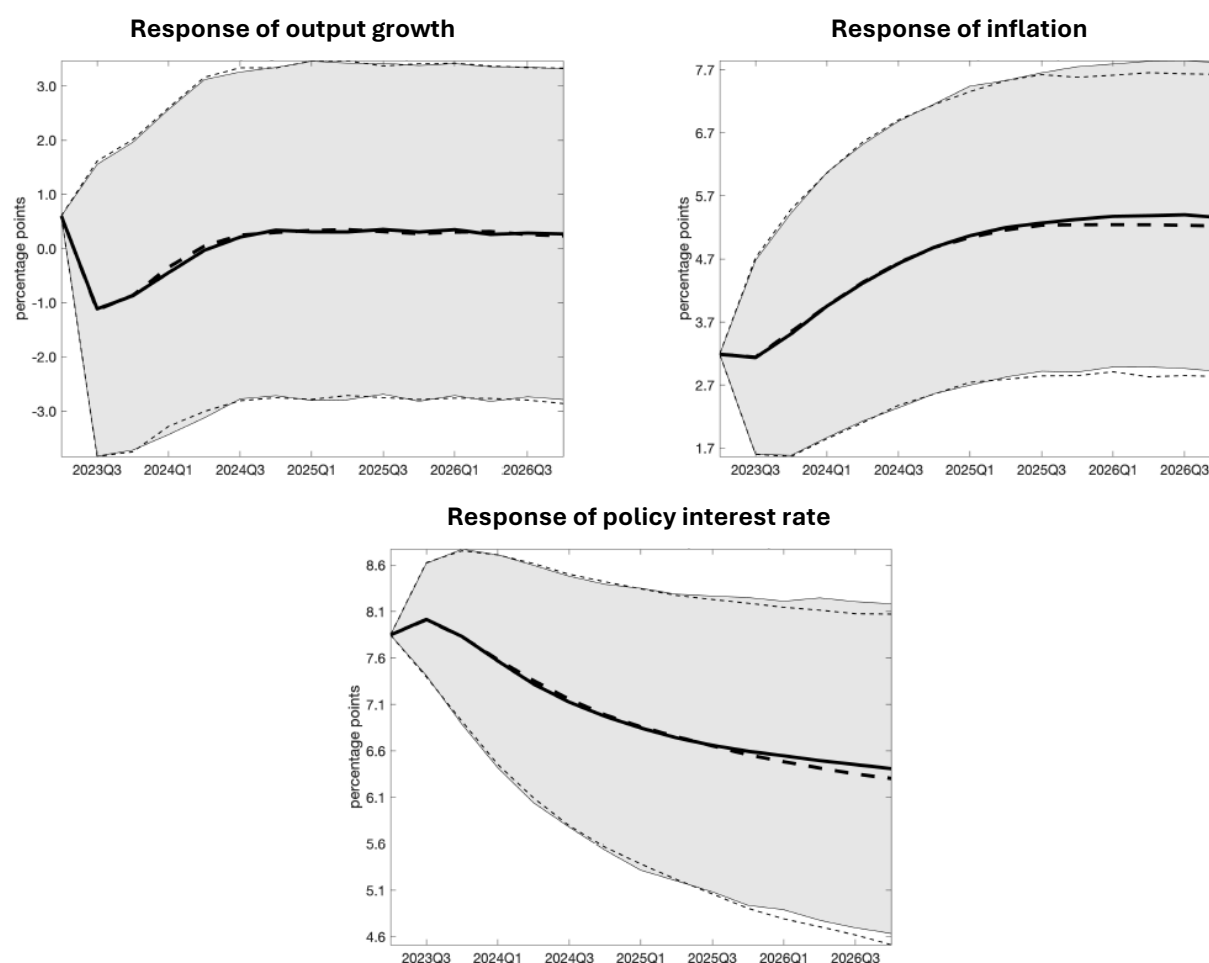 Response of output growth
percentage points
3.0
2.0
1.0
0.0
-1.0
-2.0
-3.0
2023Q3 2024Q1 2024Q3 2025Q1 2025Q3 2026Q1 2026Q3
Response of inflation
percentage points
7.7
6.7
5.7
4.7
3.7
2.7
1.7
2023Q3 2024Q1 2024Q3 2025Q1 2025Q3 2026Q1 2026Q3
Response of policy interest rate
percentage points
8.6
8.1
7.6
7.1
6.6
6.1
5.6
5.1
4.6
2023Q3 2024Q1 2024Q3 2025Q1 2025Q3 2026Q1 2026Q3